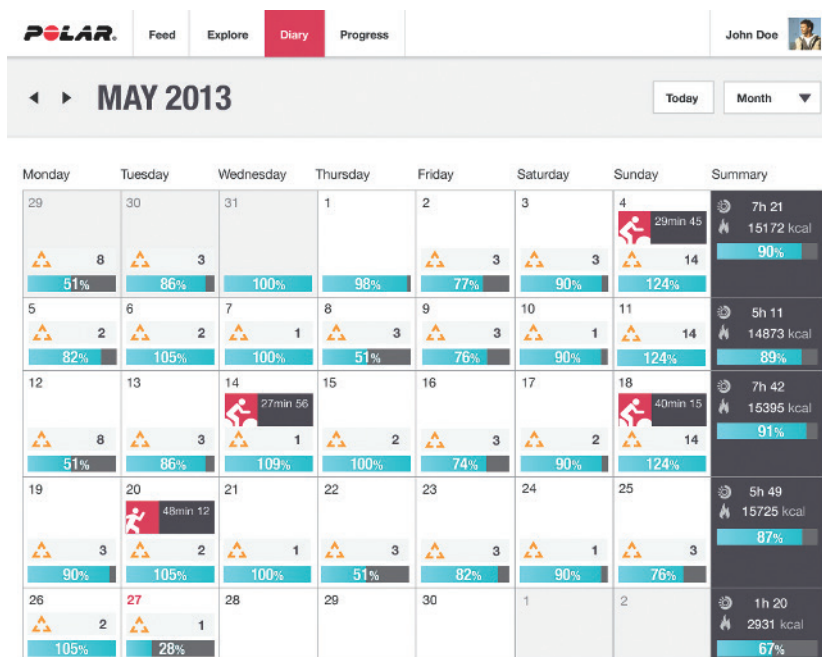 POLAR. Feed Explore Diary Progress John Doe
MAY 2013 Today Month
Monday Tuesday Wednesday Thursday Friday Saturday Sunday Summary
29 30 31 1 2 3 4 7h 21
29min 45 15172 kcal
8 3 3 3 14 90%
51% 86% 100% 98% 77% 90% 124%
5 6 7 8 9 10 11 5h 11
2 2 1 3 3 1 14 14873 kcal
82% 105% 100% 51% 76% 90% 124% 89%
12 13 14 15 16 17 18 7h 42
27min 56 40min 15 15395 kcal
91%
8 3 1 2 3 2 14
51% 86% 109% 100% 74% 90% 124%
19 20 21 22 23 24 25 5h 49
48min 12 15725 kcal
87%
3 2 1 3 3 1 3
90% 105% 100% 51% 82% 90% 76%
26 27 28 29 30 1 2 1h 20
2 1 2931 kcal
105% 28% 67%